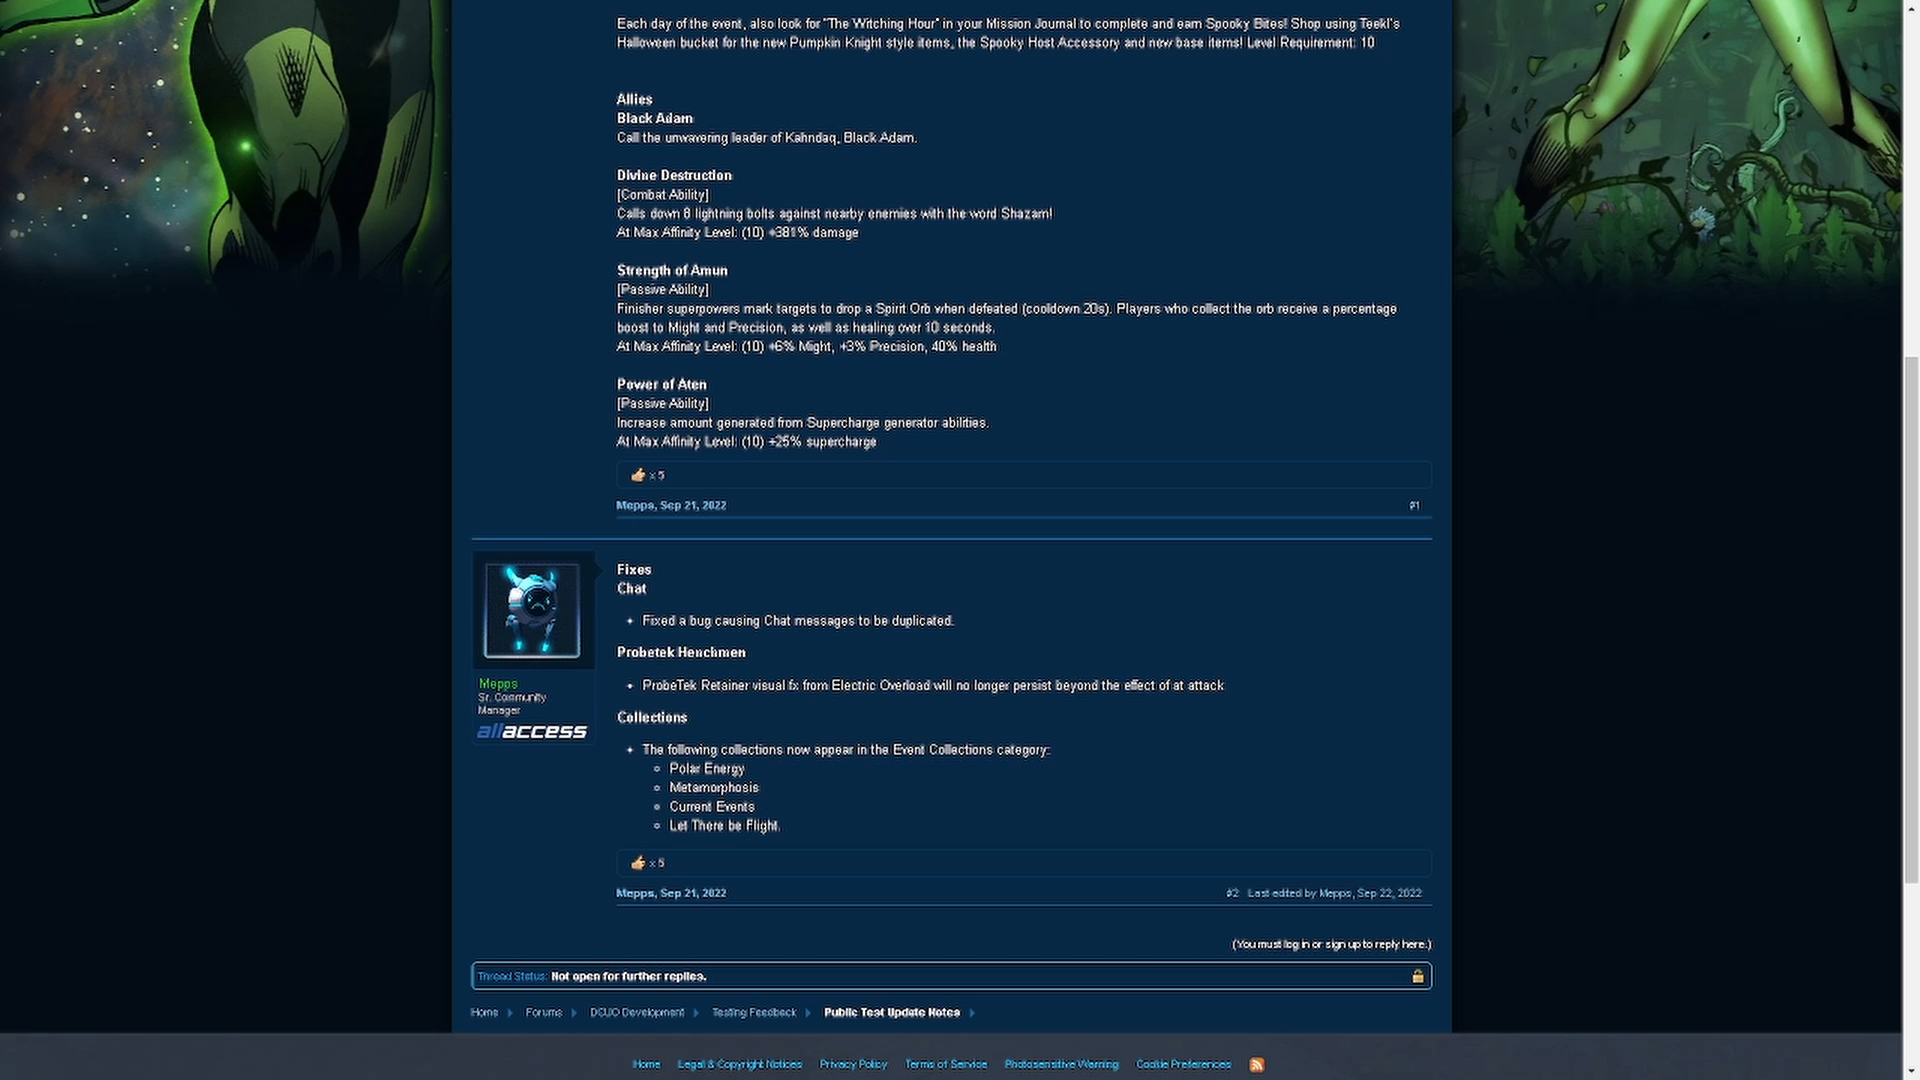 Each day of the event, also look for "The Witching Hour" in your Mission Journal to complete and earn Spooky Bites! Shop using Teekl's
Halloween bucket for the new Pumpkin Knight style items, the Spooky Host Accessory and new base items! Level Requirement: 10
Allies
Black Adam
Call the unwavering leader of Kahndaq, Black Adam.
Divine Destruction
[Combat Ability]
Calls down 8 lightning bolts against nearby enemies with the word Shazam!
At Max Affinity Level: (10) +381% damage
Strength of Amun
[Passive Ability]
Finisher superpowers mark targets to drop a Spirit Orb when defeated (cooldown 20s). Players who collect the orb receive a percentage
boost to Might and Precision, as well as healing over 10 seconds.
At Max Affinity Level: (10) +6% Might, +3% Precision, 40% health
Power of Aten
[Passive Ability]
Increase amount generated from Supercharge generator abilities.
At Max Affinity Level: (10) +25% supercharge
x 5
Mepps, Sep 21, 2022 #1
Fixes
Chat
Fixed a bug causing Chat messages to be duplicated.
Probetek Henchmen
ProbeTek Retainer visual fx from Electric Overload will no longer persist beyond the effect of at attack
Collections
The following collections now appear in the Event Collections category:
Polar Energy
Metamorphosis
Current Events
Let There be Flight.
Mepps
Sr. Community
Manager
allaccess
x 5
Mepps, Sep 21, 2022 #2 Last edited by Mepps, Sep 22, 2022
(You must log in or sign up to reply here.)
Thread Status: Not open for further replies.
Home Forums DCUO Development Testing Feedback Public Test Update Notes
Home Legal & Copyright Notices Privacy Policy Terms of Service Photosensitive Warning Cookie Preferences